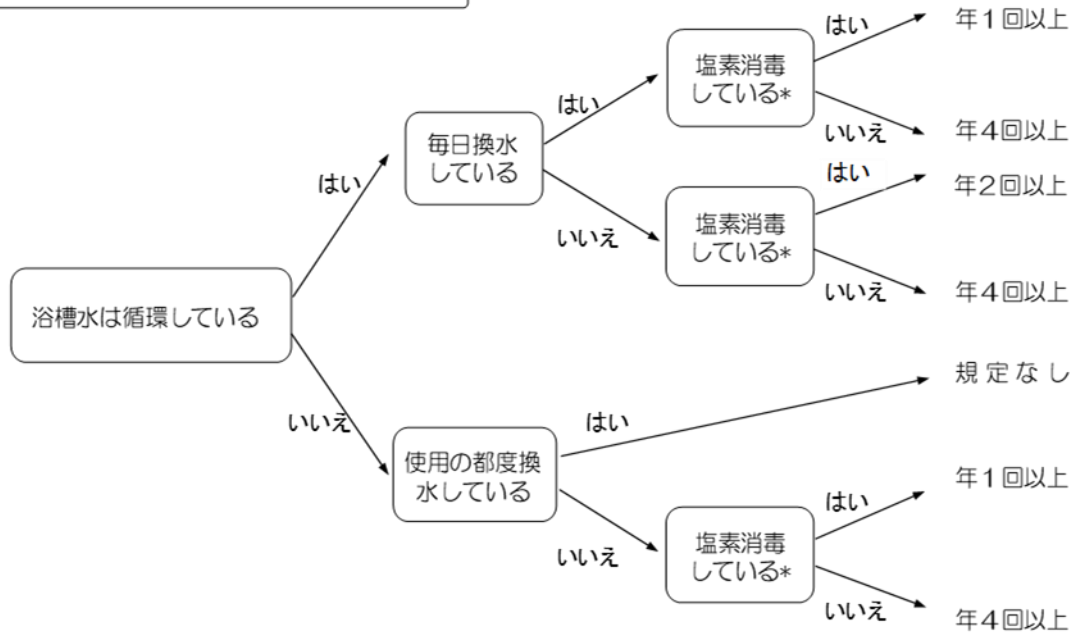 はい
年1回以上
塩素消毒
している*
はい
いいえ
年4回以上
毎日換水
している
はい
はい
年2回以上
塩素消毒
している*
いいえ
いいえ
年4回以上
浴槽水は循環している
規定なし
いいえ
はい
使用の都度換
水している
年1回以上
はい
塩素消毒
している*
いいえ
いいえ
年4回以上